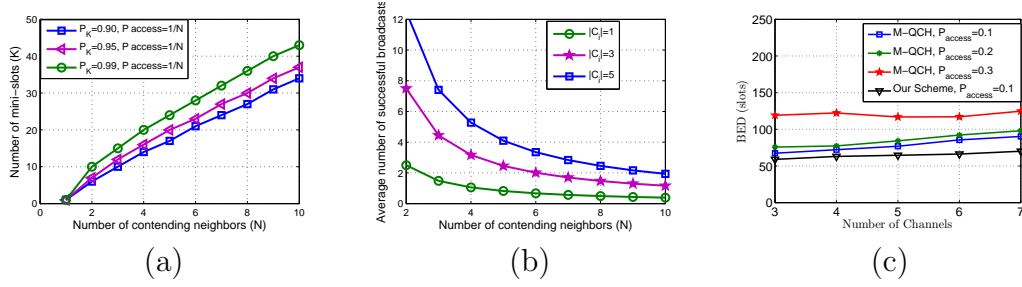 50
40
30
20
10
0
0
2
4
6
8
10
Number of mini−slots (K)
Number of contending neighbors (N)
P_K=0.90, P access=1/N
P_K=0.95, P access=1/N
P_K=0.99, P access=1/N
(a)
12
10
8
6
4
2
0
2
4
6
8
10
Average number of successful broadcasts
Number of contending neighbors (N)
|C_i|=1
|C_i|=3
|C_i|=5
(b)
250
200
150
100
50
0
3
4
5
6
7
BED (slots)
Number of Channels
M−QCH, P_access=0.1
M−QCH, P_access=0.2
M−QCH, P_access=0.3
Our Scheme, P_access=0.1
(c)